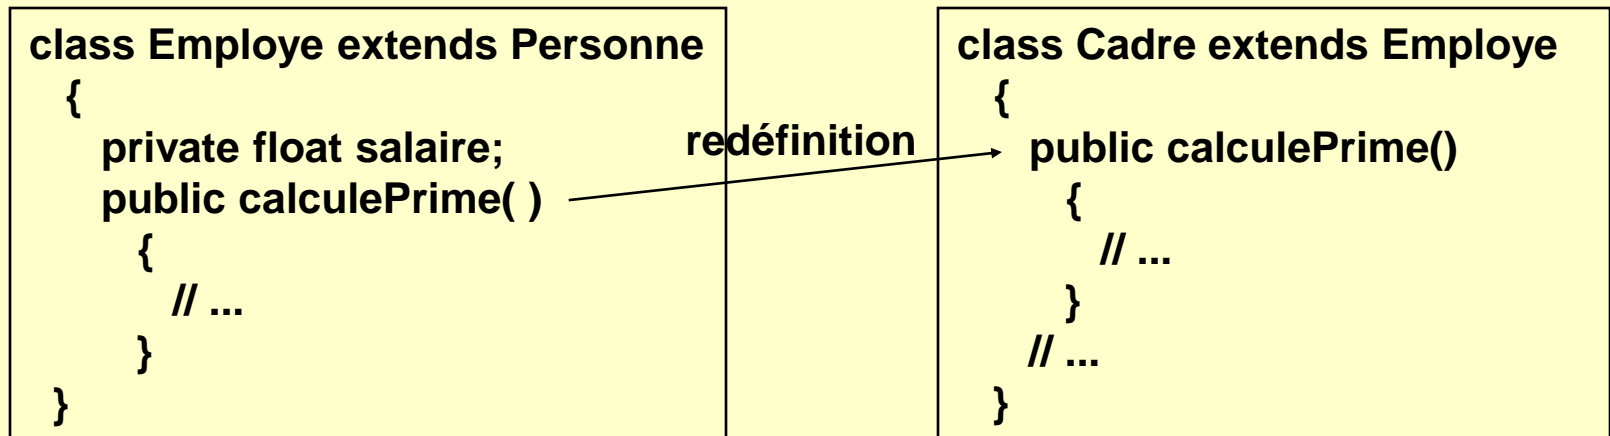 class Employe extends Personne
{
private float salaire;
public calculePrime( )
{
// ...
}
}
redéfinition
class Cadre extends Employe
{
public calculePrime()
{
// ...
}
// ...
}